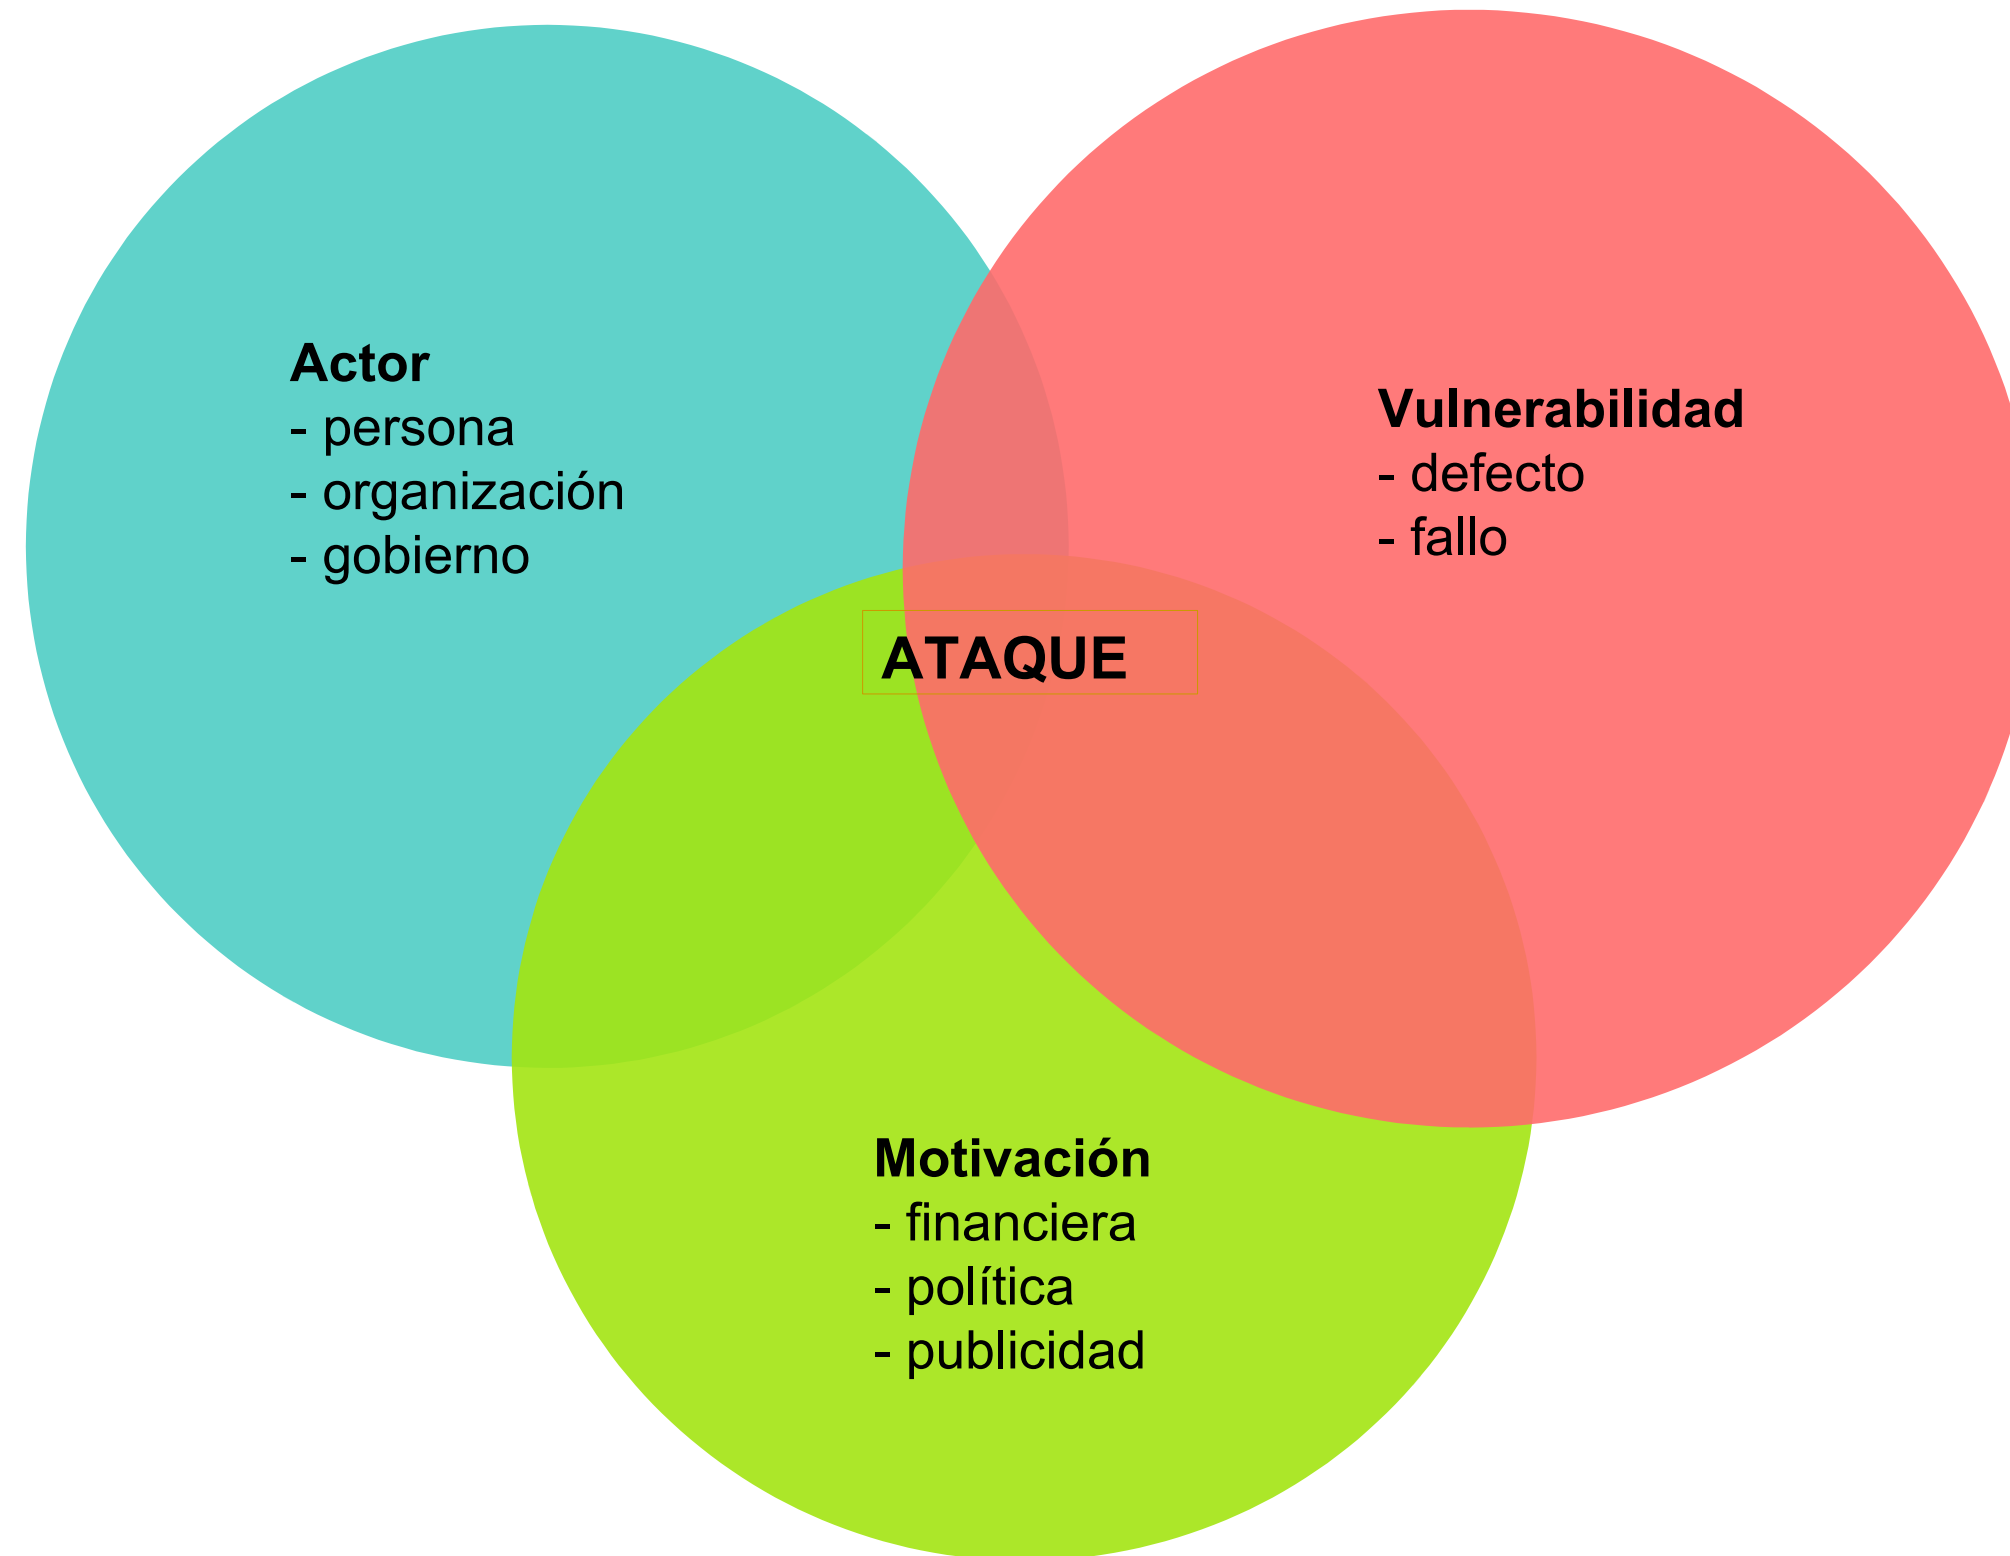 Actor
- persona
- organización
- gobierno
Vulnerabilidad
- defecto
- fallo
ATAQUE
Motivación
- financiera
- política
- publicidad